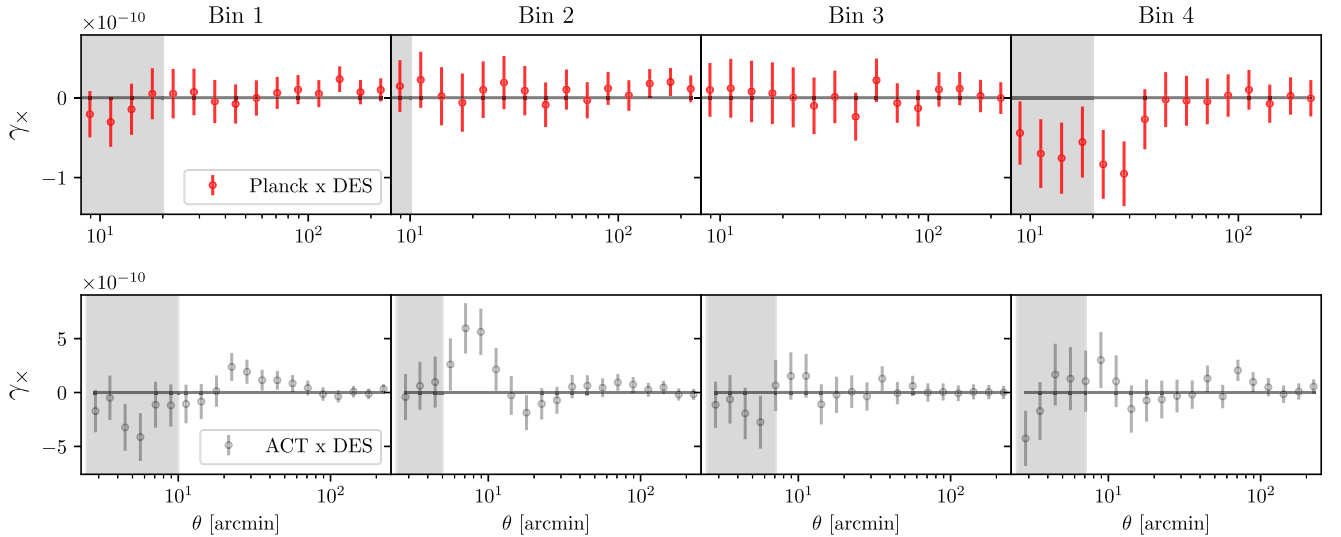 ×10⁻¹⁰ Bin 1 Bin 2 Bin 3 Bin 4
0
γ×
−1
Planck x DES
10¹ 10² 10¹ 10² 10¹ 10² 10¹ 10²
×10⁻¹⁰
5
0
γ×
−5
ACT x DES
10¹ 10² 10¹ 10² 10¹ 10² 10¹ 10²
θ [arcmin] θ [arcmin] θ [arcmin] θ [arcmin]